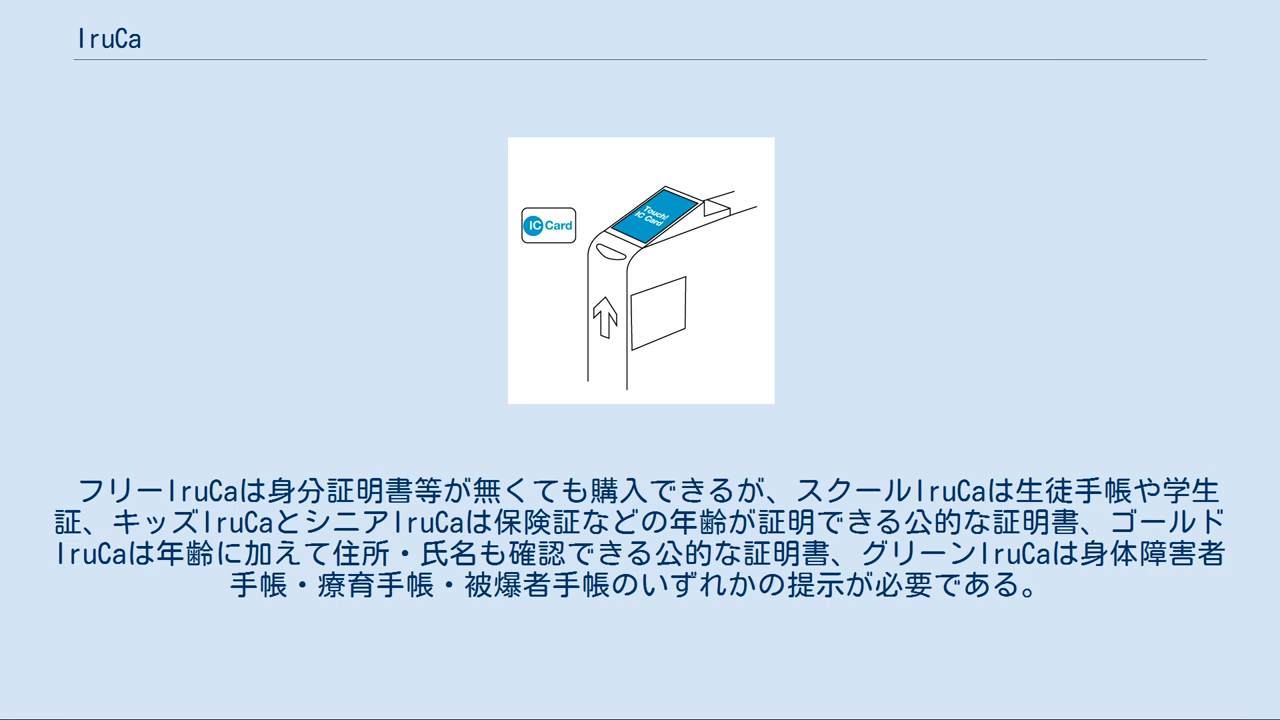 IruCa
IC Card
Touch!
IC Card
フリーIruCaは身分証明書等が無くても購入できるが、スクールIruCaは生徒手帳や学生
証、キッズIruCaとシニアIruCaは保険証などの年齢が証明できる公的な証明書、ゴールド
IruCaは年齢に加えて住所・氏名も確認できる公的な証明書、グリーンIruCaは身体障害者
手帳・療育手帳・被爆者手帳のいずれかの提示が必要である。